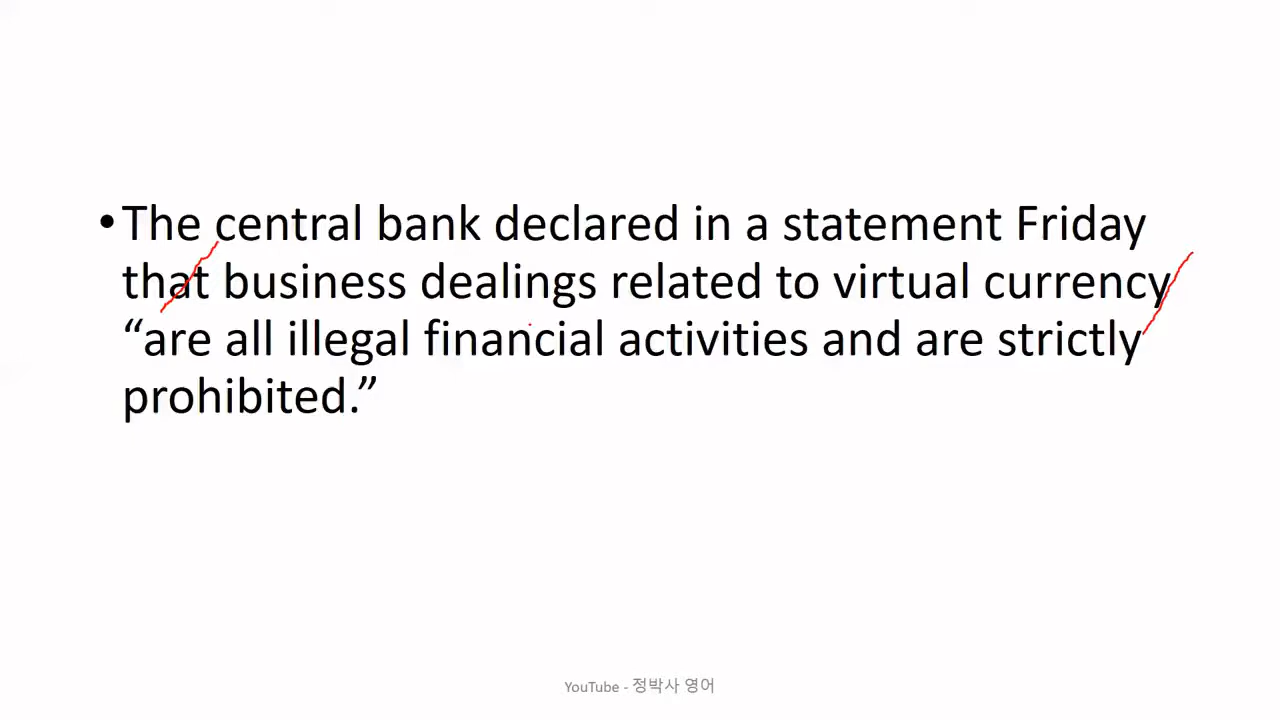 •The central bank declared in a statement Friday
that business dealings related to virtual currency
“are all illegal financial activities and are strictly
prohibited.”
YouTube - 정박사 영어